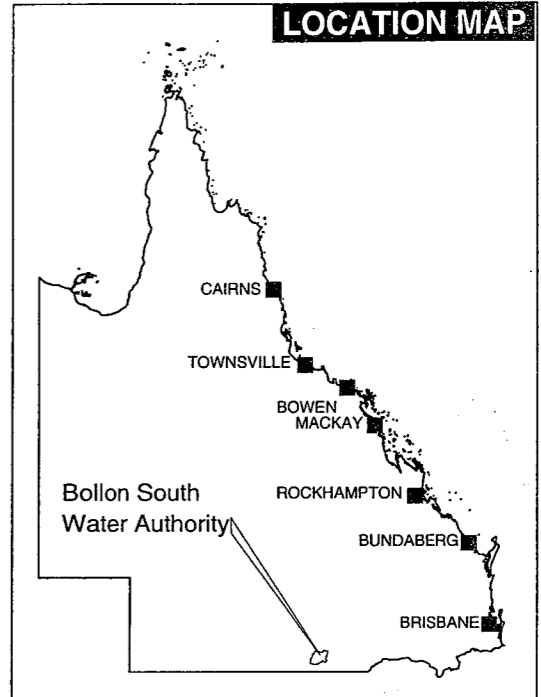 LOCATION MAP
CAIRNS
TOWNSVILLE
BOWEN
MACKAY
Bollon South
Water Authority
ROCKHAMPTON
BUNDABERG
BRISBANE